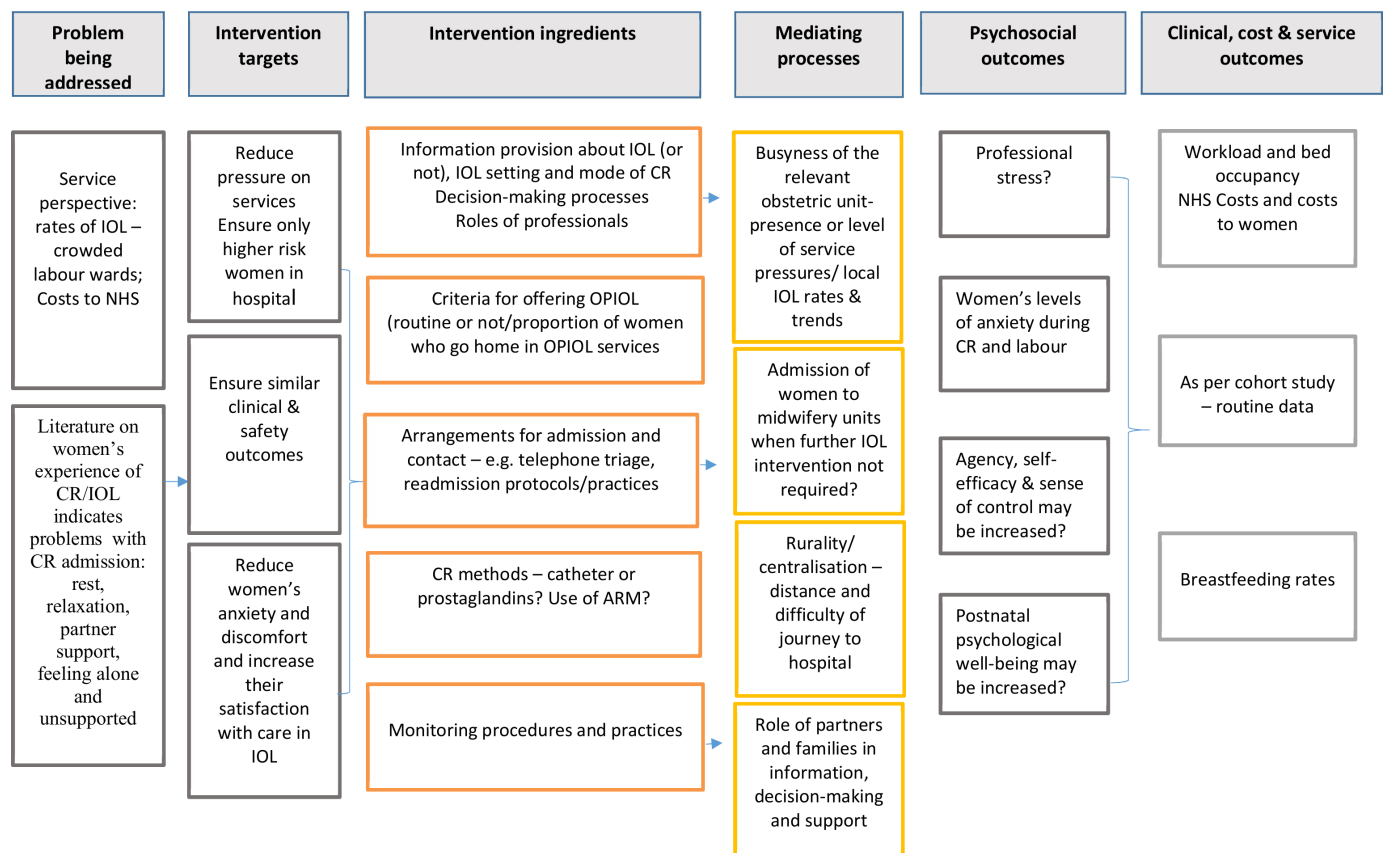 Problem
being
addressed
Intervention
targets
Intervention ingredients
Mediating
processes
Psychosocial
outcomes
Clinical, cost & service
outcomes
Service
perspective:
rates of IOL –
crowded
labour wards;
Costs to NHS
Literature on
women’s
experience of
CR/IOL
indicates
problems with
CR admission:
rest,
relaxation,
partner
support,
feeling alone
and
unsupported
Reduce
pressure on
services
Ensure only
higher risk
women in
hospital
Ensure similar
clinical &
safety
outcomes
Reduce
women’s
anxiety and
discomfort
and increase
their
satisfaction
with care in
IOL
Information provision about IOL (or
not), IOL setting and mode of CR
Decision-making processes
Roles of professionals
Criteria for offering OPIOL
(routine or not/proportion of women
who go home in OPIOL services
Arrangements for admission and
contact – e.g. telephone triage,
readmission protocols/practices
CR methods – catheter or
prostaglandins? Use of ARM?
Monitoring procedures and practices
Busyness of the
relevant
obstetric unit-
presence or level
of service
pressures/ local
IOL rates &
trends
Admission of
women to
midwifery units
when further IOL
intervention not
required?
Rurality/
centralisation –
distance and
difficulty of
journey to
hospital
Role of partners
and families in
information,
decision-making
and support
Professional
stress?
Women’s levels
of anxiety during
CR and labour
Agency, self-
efficacy & sense
of control may
be increased?
Postnatal
psychological
well-being may
be increased?
Workload and bed
occupancy
NHS Costs and costs
to women
As per cohort study
– routine data
Breastfeeding rates